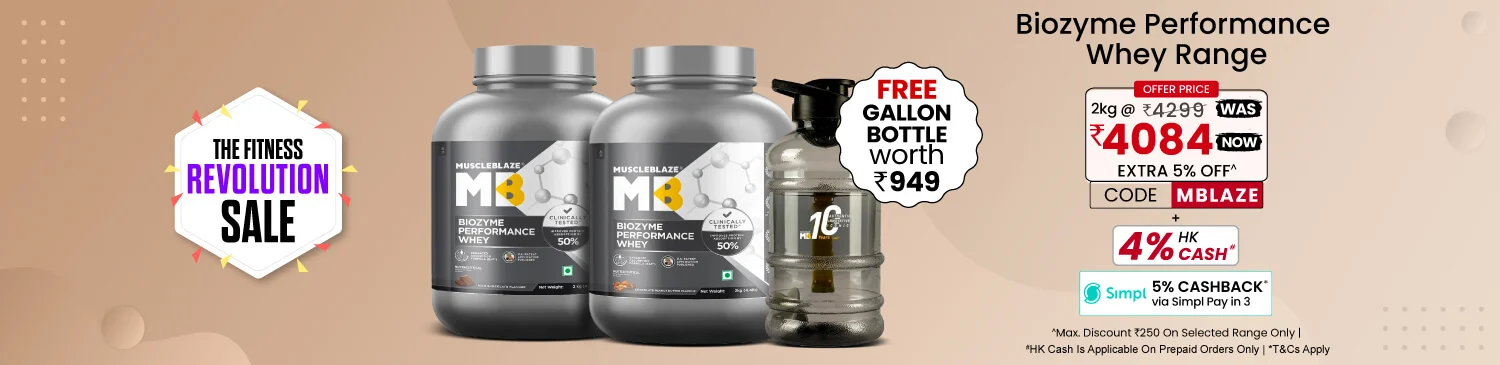 THE FITNESS
REVOLUTION
SALE
MUSCLEBLAZE
MB
BIOZYME
PERFORMANCE
WHEY
CLINICALLY
TESTED
50%
MUSCLEBLAZE
MB
BIOZYME
PERFORMANCE
WHEY
CLINICALLY
TESTED
50%
10
FREE
GALLON
BOTTLE
worth
₹949
Biozyme Performance
Whey Range
OFFER PRICE
2kg @ ₹4299 WAS
₹4084 NOW
EXTRA 5% OFF^
CODE MBLAZE
+
4% HK CASH#
Simpl 5% CASHBACK*
via Simpl Pay in 3
^Max. Discount ₹250 On Selected Range Only |
#HK Cash Is Applicable On Prepaid Orders Only | *T&Cs Apply